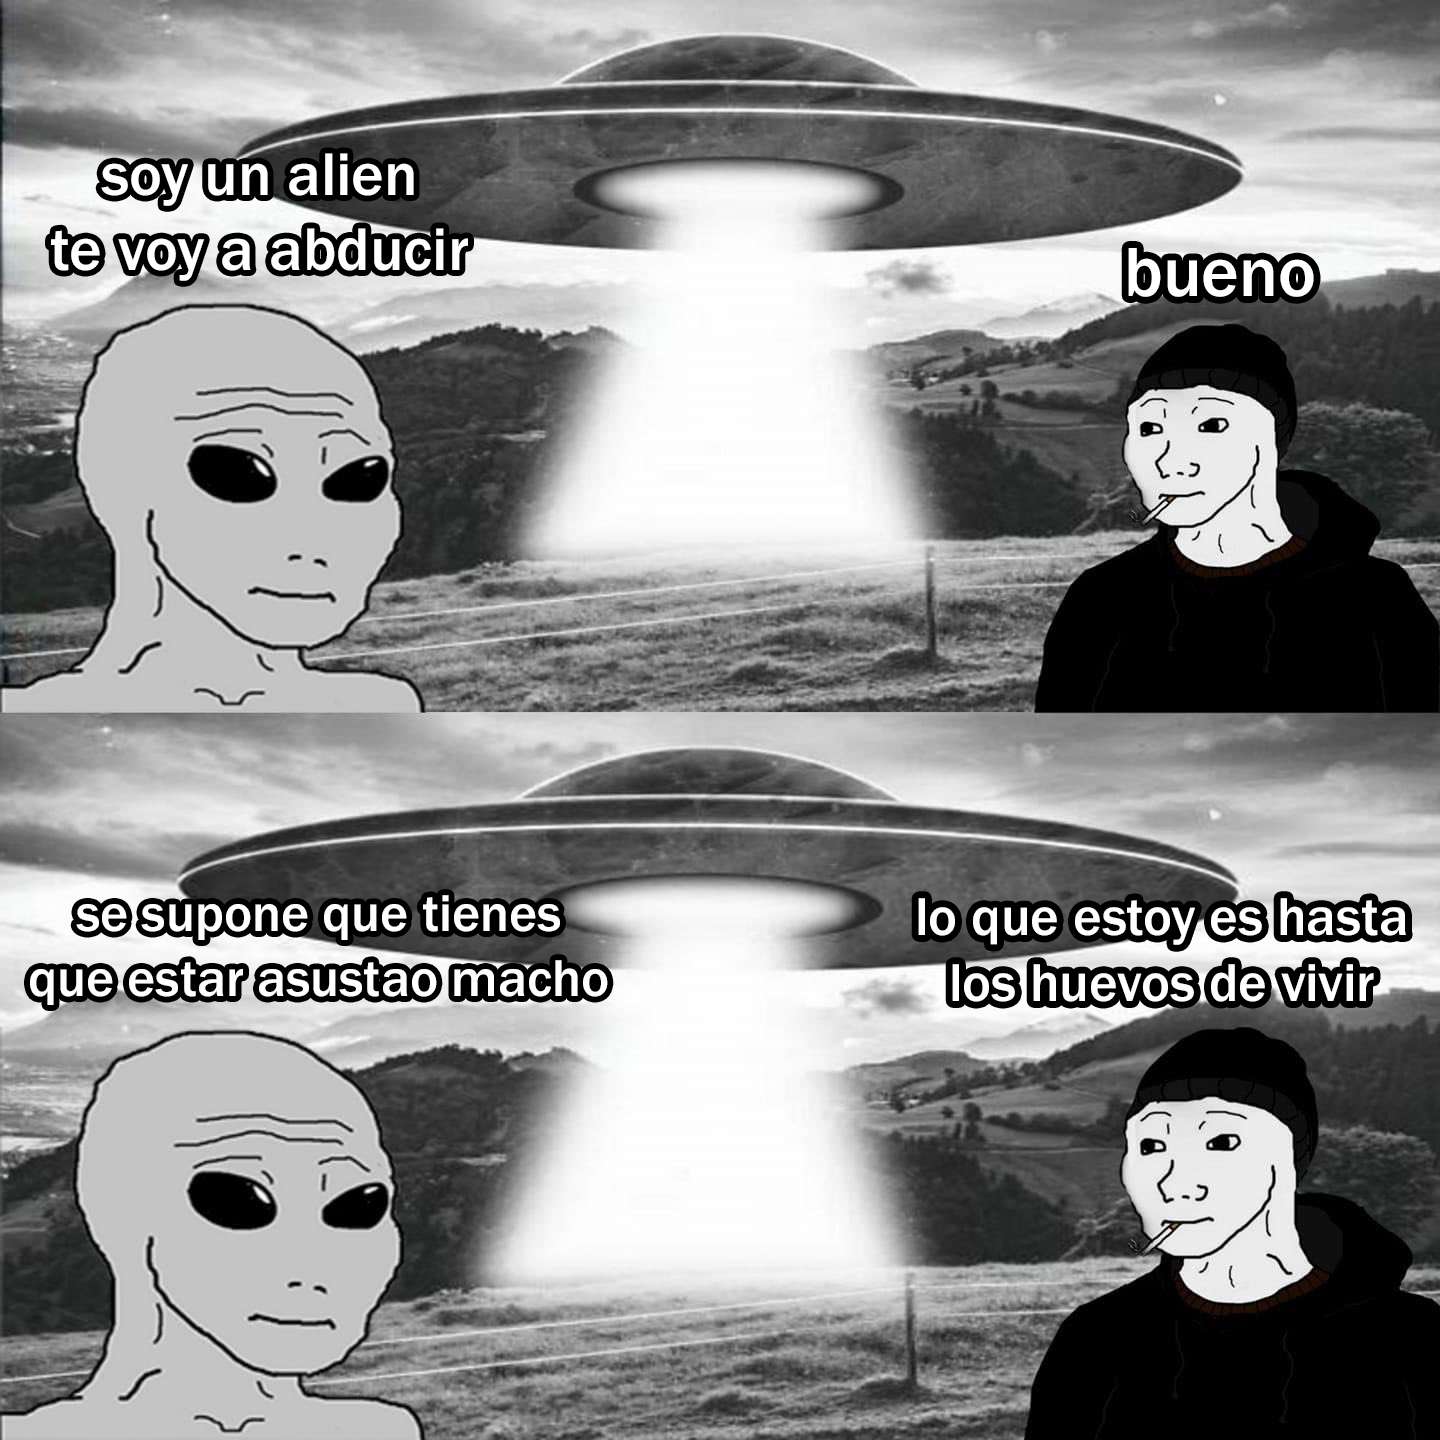 soy un alien
te voy a abducir
bueno
se supone que tienes
que estar asustao macho
lo que estoy es hasta
los huevos de vivir